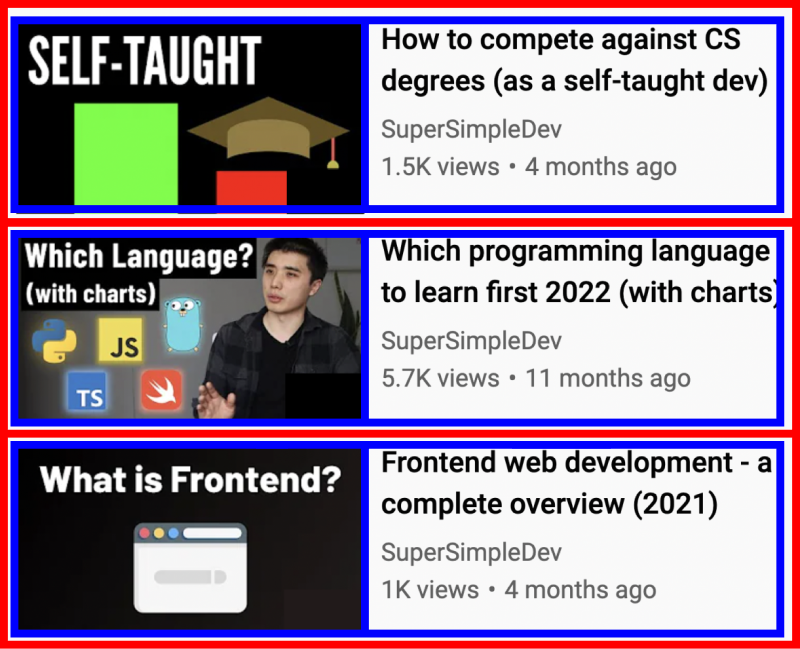 SELF-TAUGHT
How to compete against CS
degrees (as a self-taught dev)
SuperSimpleDev
1.5K views • 4 months ago
Which Language?
(with charts)
JS
TS
Which programming language
to learn first 2022 (with charts)
SuperSimpleDev
5.7K views • 11 months ago
What is Frontend?
Frontend web development - a
complete overview (2021)
SuperSimpleDev
1K views • 4 months ago